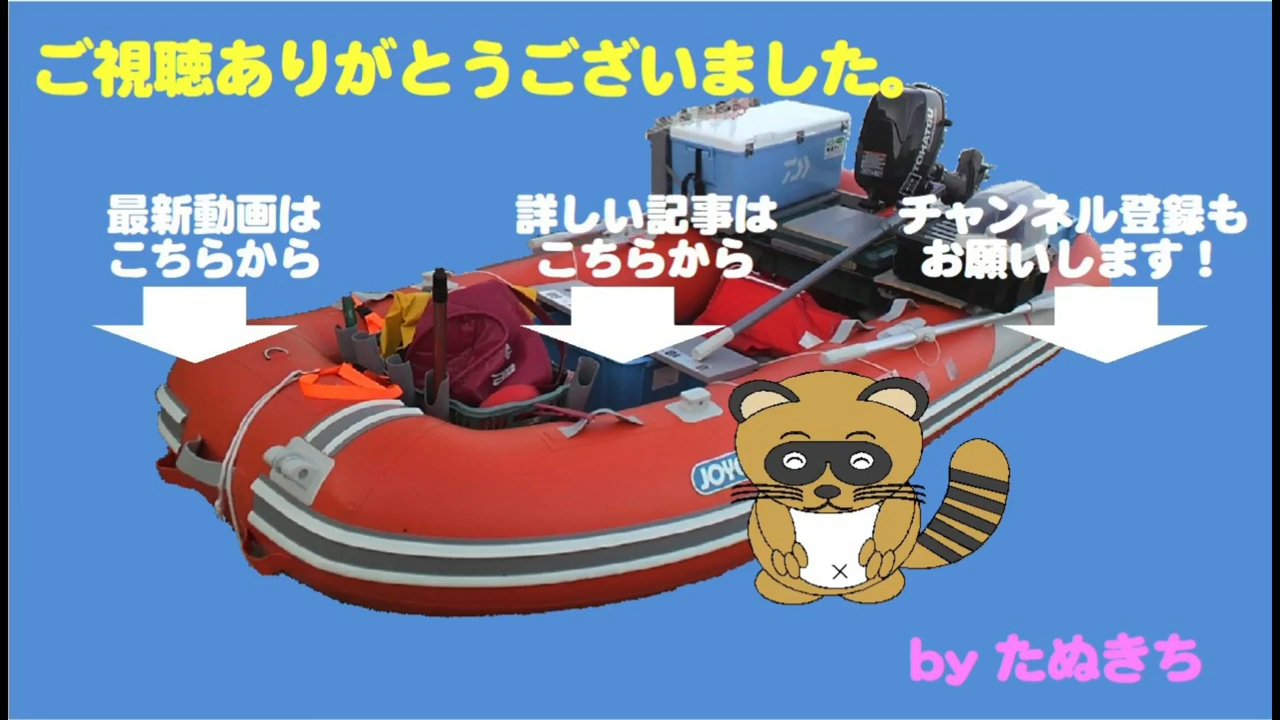 ご視聴ありがとうございました。
最新動画は
こちらから
詳しい記事は
こちらから
チャンネル登録も
お願いします！
TOHATSU
by たぬきち